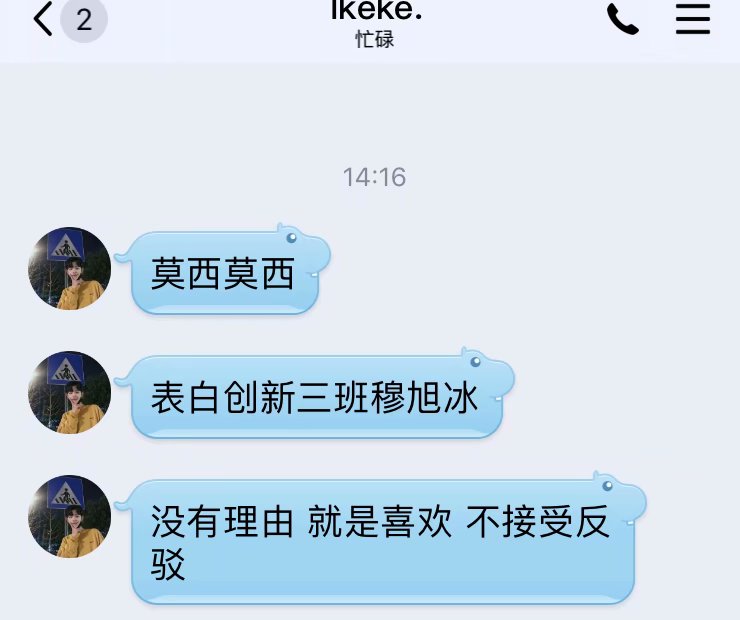 2
Ikeke.
忙碌
14:16
莫西莫西
表白创新三班穆旭冰
没有理由 就是喜欢 不接受反
驳